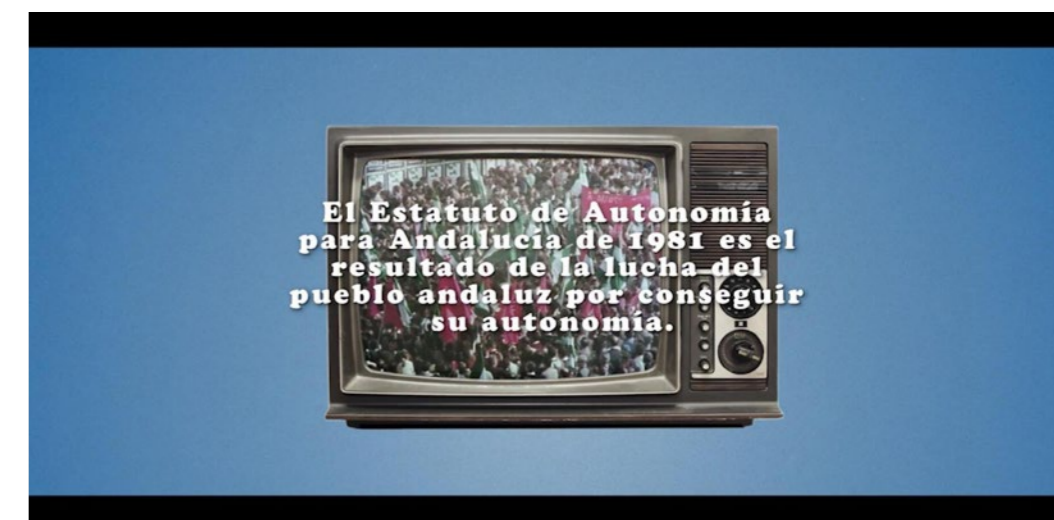 El Estatuto de Autonomía
para Andalucía de 1981 es el
resultado de la lucha del
pueblo andaluz por conseguir
su autonomía.